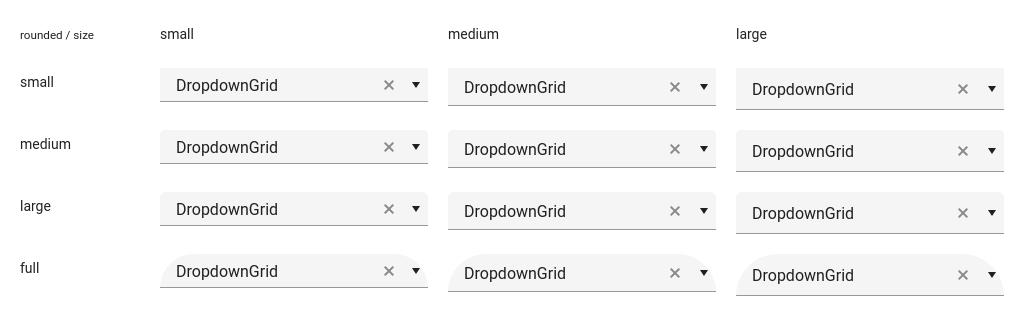 rounded / size small medium large
small DropdownGrid DropdownGrid DropdownGrid
medium DropdownGrid DropdownGrid DropdownGrid
large DropdownGrid DropdownGrid DropdownGrid
full DropdownGrid DropdownGrid DropdownGrid